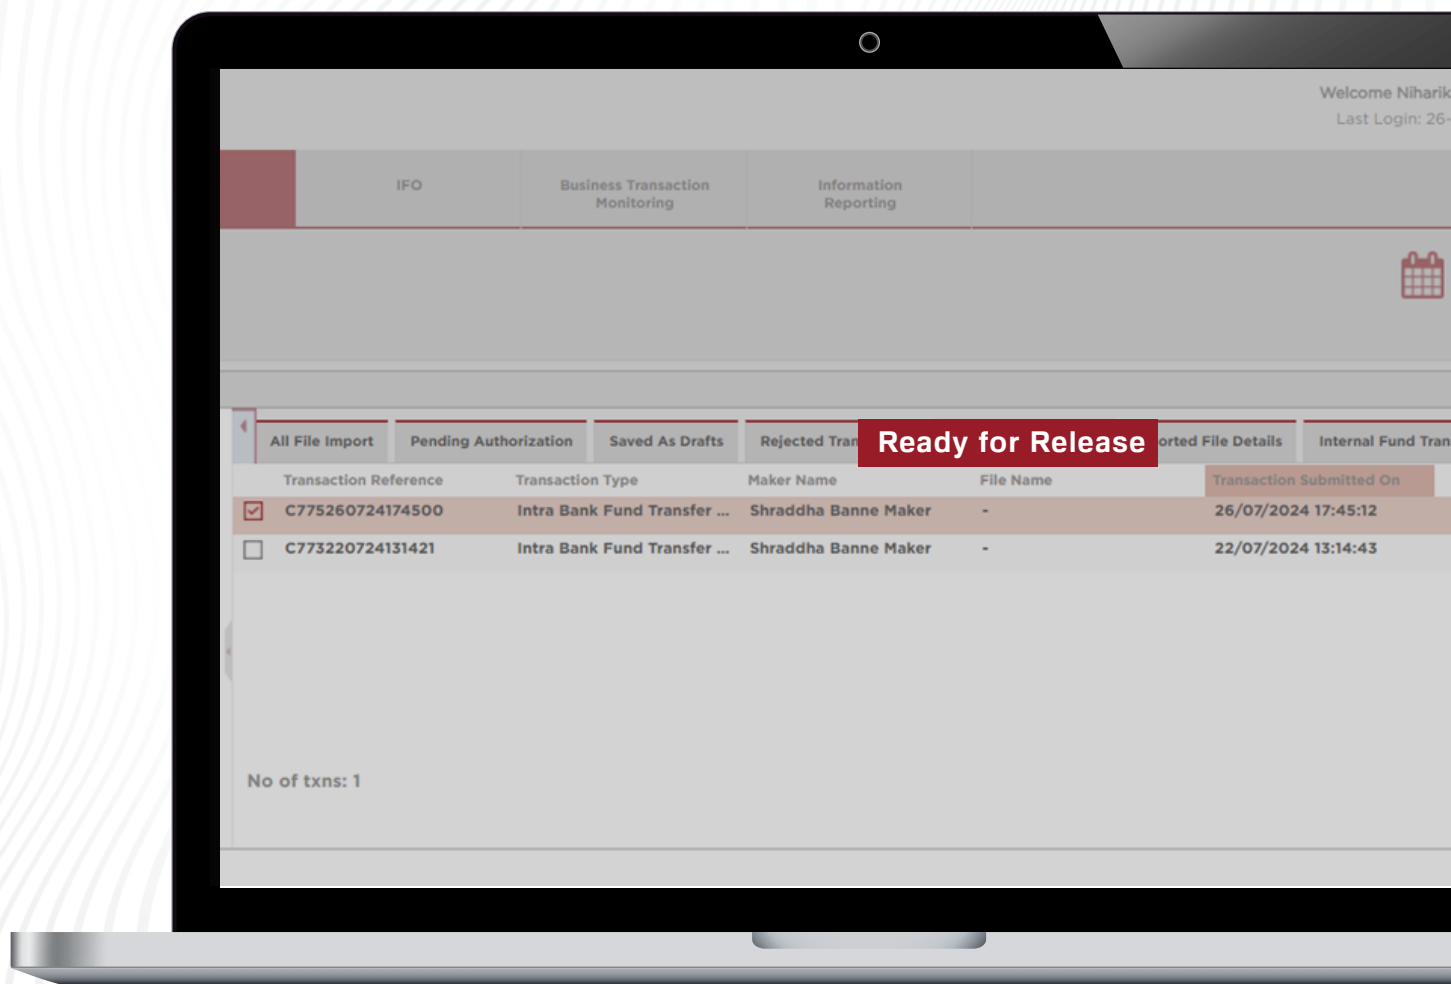 Welcome Niharik
Last Login: 26-
IFO
Business Transaction
Monitoring
Information
Reporting
All File Import Pending Authorization Saved As Drafts Rejected Tran Ready for Release orted File Details Internal Fund Tran
Transaction Reference Transaction Type Maker Name File Name Transaction Submitted On
C775260724174500 Intra Bank Fund Transfer ... Shraddha Banne Maker - 26/07/2024 17:45:12
C773220724131421 Intra Bank Fund Transfer ... Shraddha Banne Maker - 22/07/2024 13:14:43
No of txns: 1